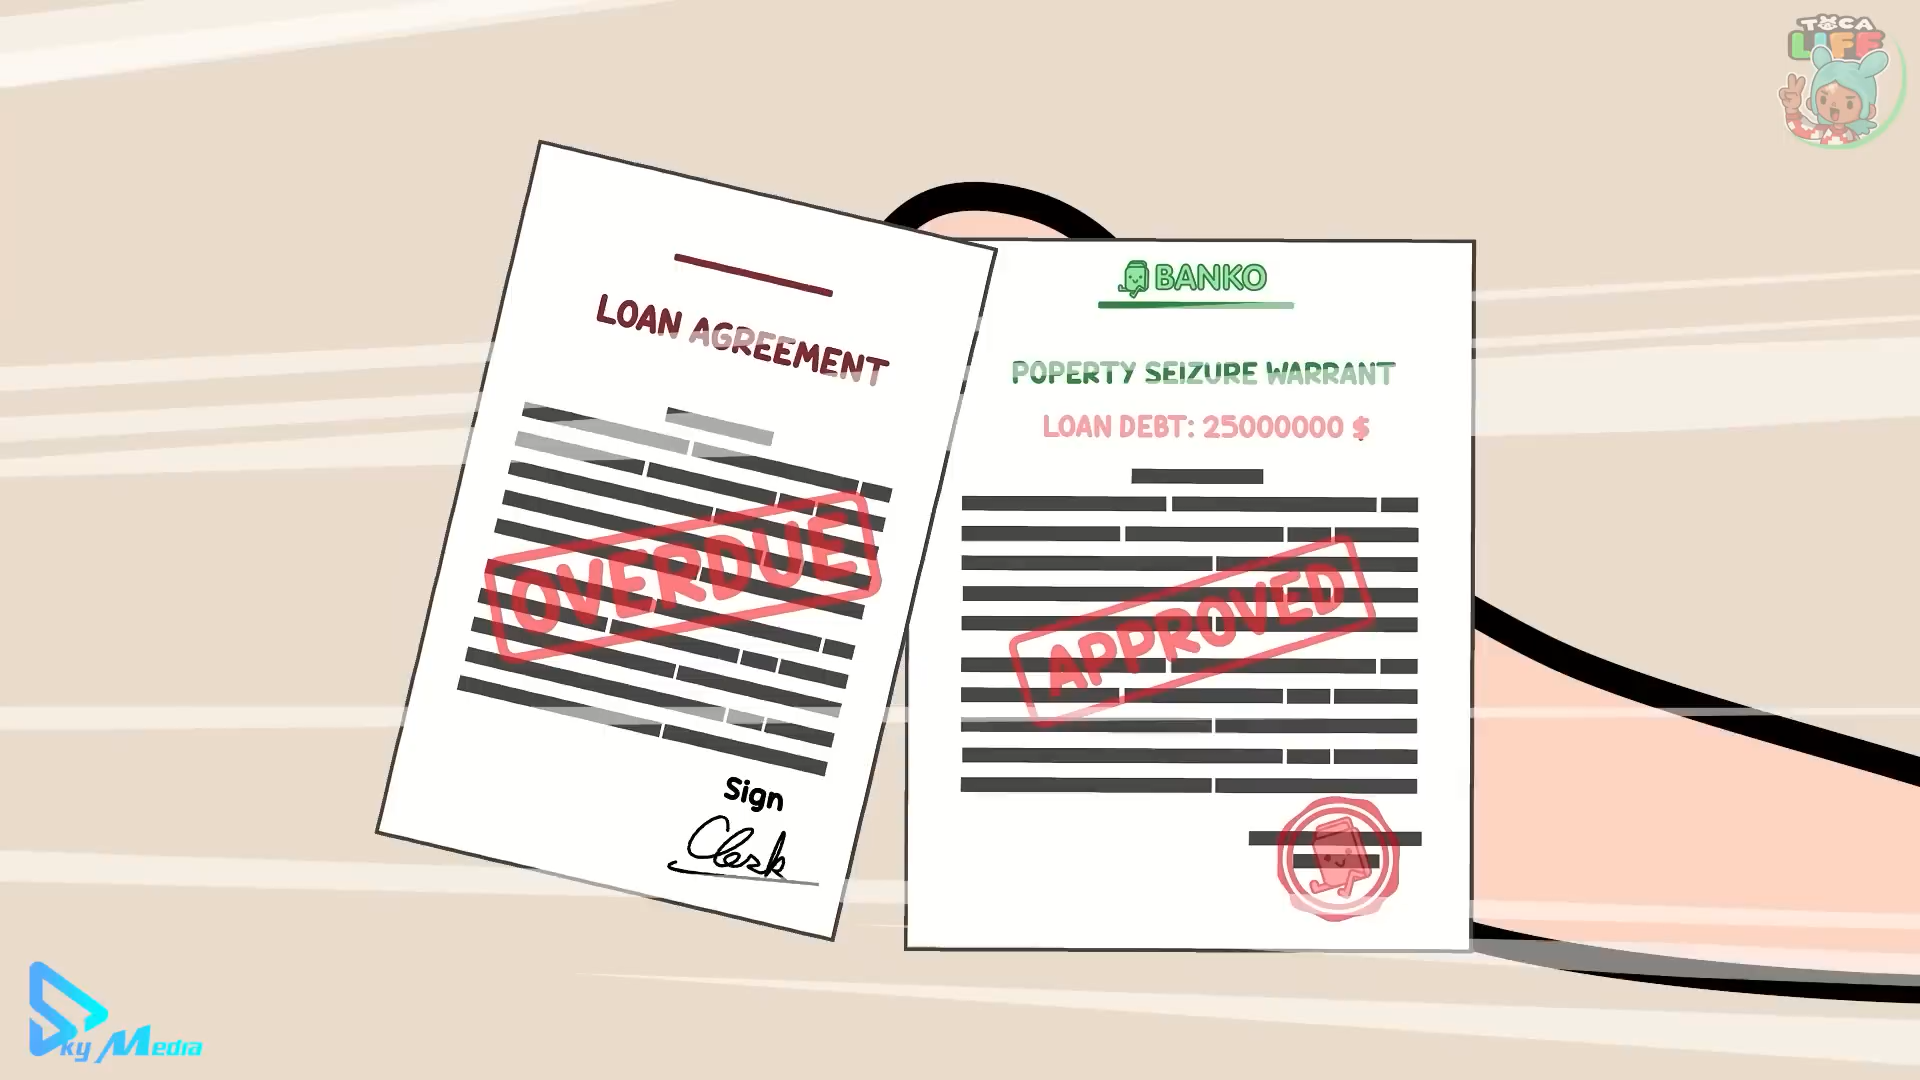 TOCA
LIFE
LOAN AGREEMENT
OVERDUE
Sign
Clerk
BANKO
POPERTY SEIZURE WARRANT
LOAN DEBT: 25000000 $
APPROVED
Sky Media